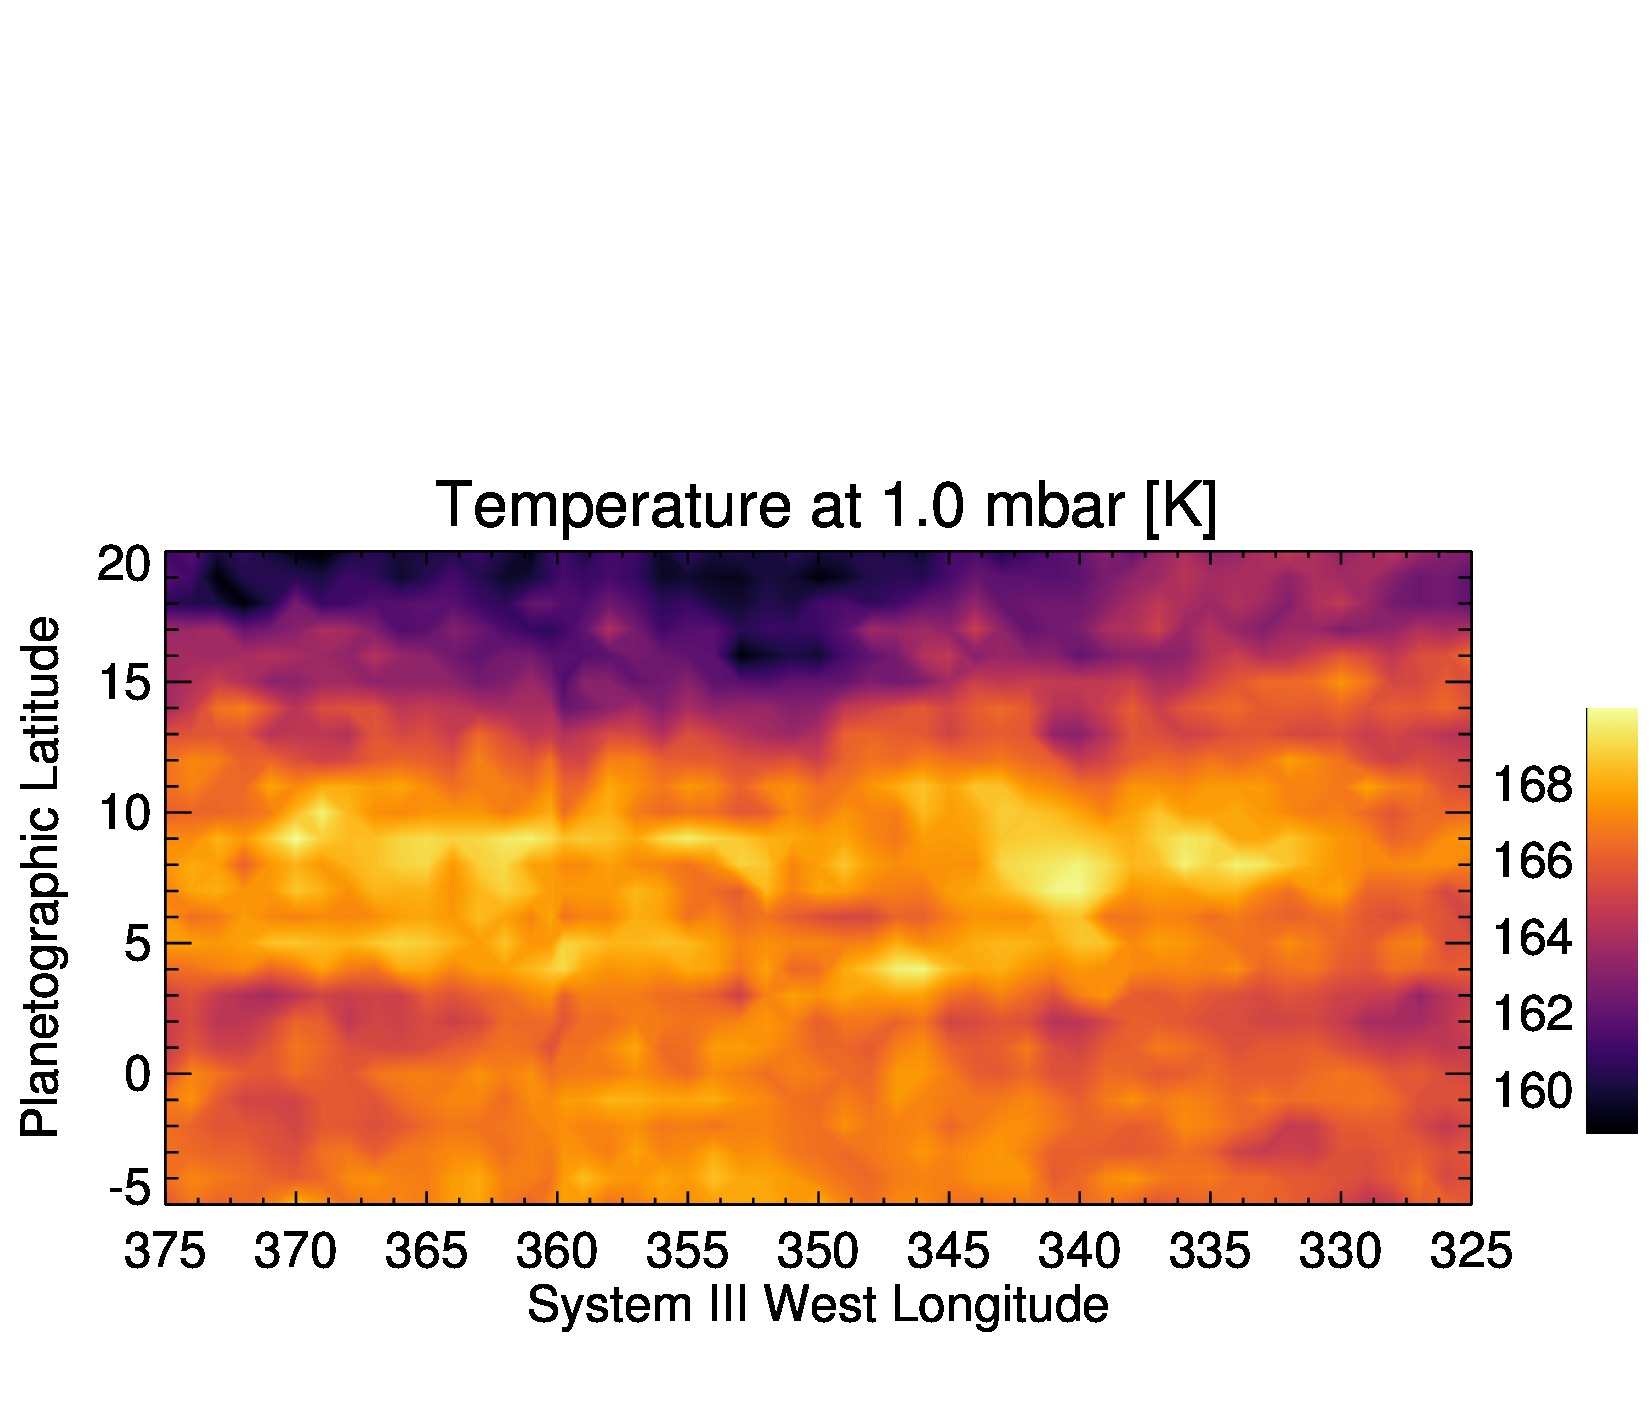 Temperature at 1.0 mbar [K]
Planetographic Latitude
20
15
10
5
0
-5
375 370 365 360 355 350 345 340 335 330 325
System III West Longitude
168
166
164
162
160